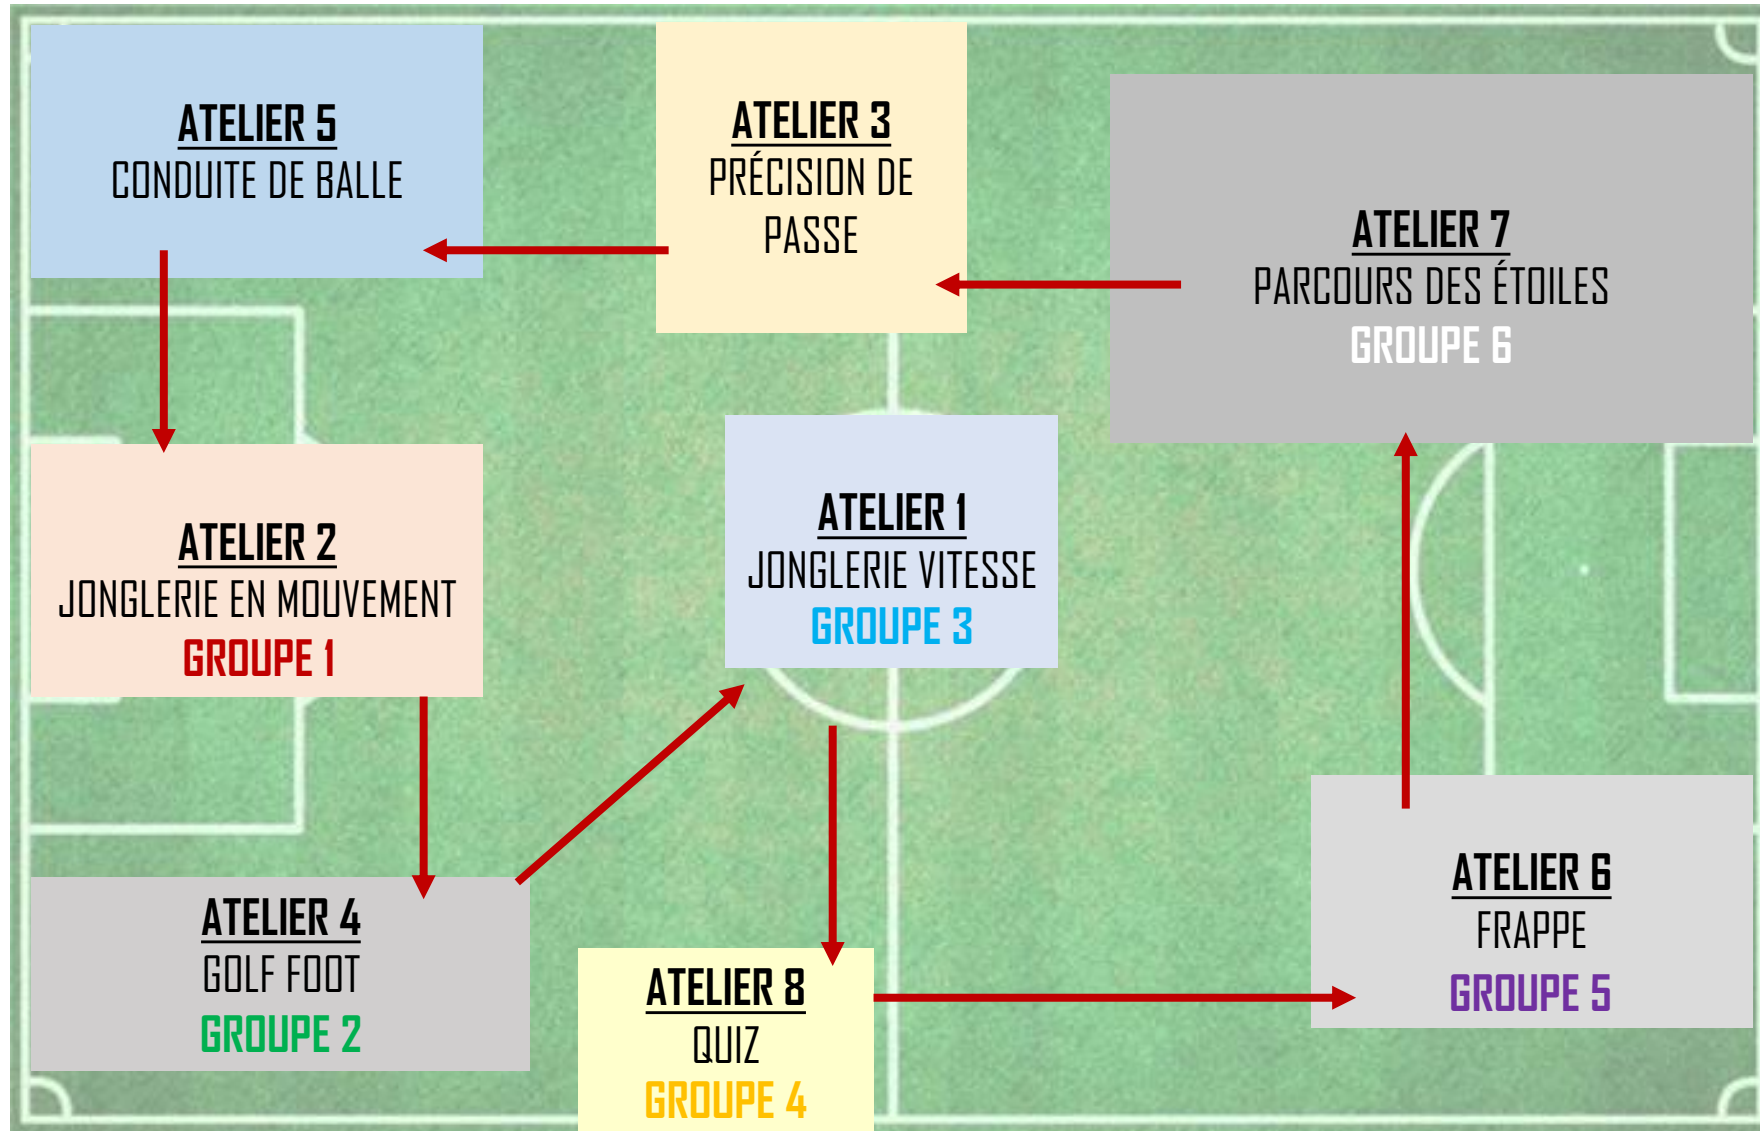 ATELIER 5
CONDUITE DE BALLE
ATELIER 3
PRÉCISION DE
PASSE
ATELIER 7
PARCOURS DES ÉTOILES
GROUPE 6
ATELIER 2
JONGLERIE EN MOUVEMENT
GROUPE 1
ATELIER 1
JONGLERIE VITESSE
GROUPE 3
ATELIER 4
GOLF FOOT
GROUPE 2
ATELIER 8
QUIZ
GROUPE 4
ATELIER 6
FRAPPE
GROUPE 5